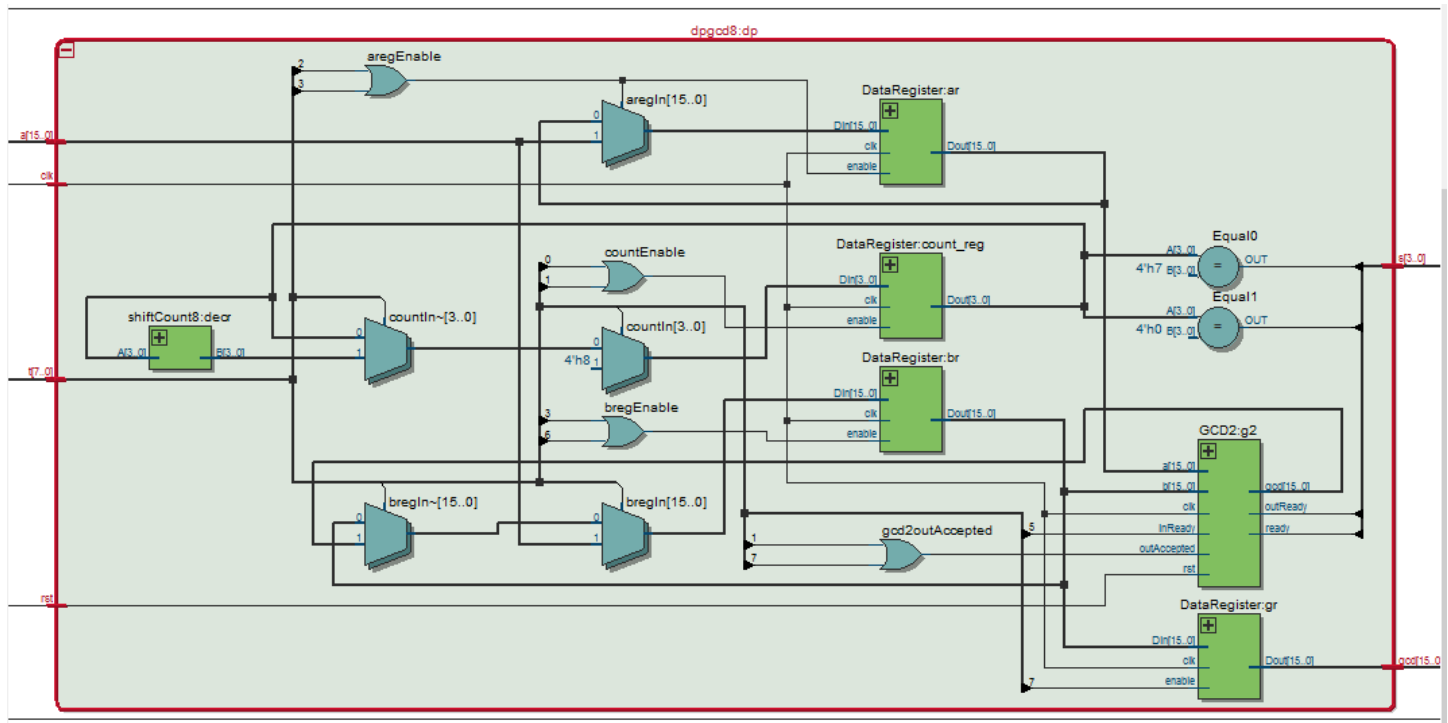 dpgcd8:dp
aregEnable
2
3
aregIn[15..0]
0
1
a[15..0]
clk
DataRegister:ar
Din[15..0]
clk
enable
Dout[15..0]
countEnable
0
1
DataRegister:count_reg
Din[3..0]
clk
enable
Dout[3..0]
Equal0
A[3..0]
4'h7 B[3..0]
=
OUT
s[3..0]
Equal1
A[3..0]
4'h0 B[3..0]
=
OUT
shiftCount8:decr
A[3..0]
B[3..0]
countIn~[3..0]
0
1
countIn[3..0]
0
4'h8 1
t[7..0]
DataRegister:br
Din[15..0]
clk
enable
Dout[15..0]
bregEnable
3
6
GCD2:g2
a[15..0]
b[15..0]
clk
inReady
outAccepted
rst
gcd[15..0]
outReady
ready
5
bregIn~[15..0]
0
1
bregIn[15..0]
0
1
gcd2outAccepted
1
7
rst
DataRegister:gr
Din[15..0]
clk
enable
Dout[15..0]
7
gcd[15..0